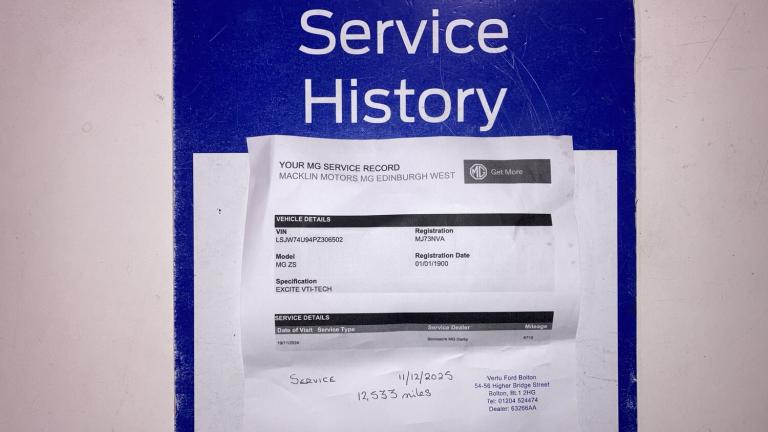 Service
History
YOUR MG SERVICE RECORD
MACKLIN MOTORS MG EDINBURGH WEST
MG Get More
VEHICLE DETAILS
VIN Registration
LSJW74U94PZ306502 MJ73NVA
Model Registration Date
MG ZS 01/01/1900
Specification
EXCITE VTI-TECH
SERVICE DETAILS
Date of Visit Service Type Service Dealer Mileage
MG Derby
SERVICE 11/12/2025
12,533 miles
Vertu Ford Bolton
54-56 Higher Bridge Street
Bolton, BL1 2HG
Tel: 01204 524474
Dealer: 63266AA